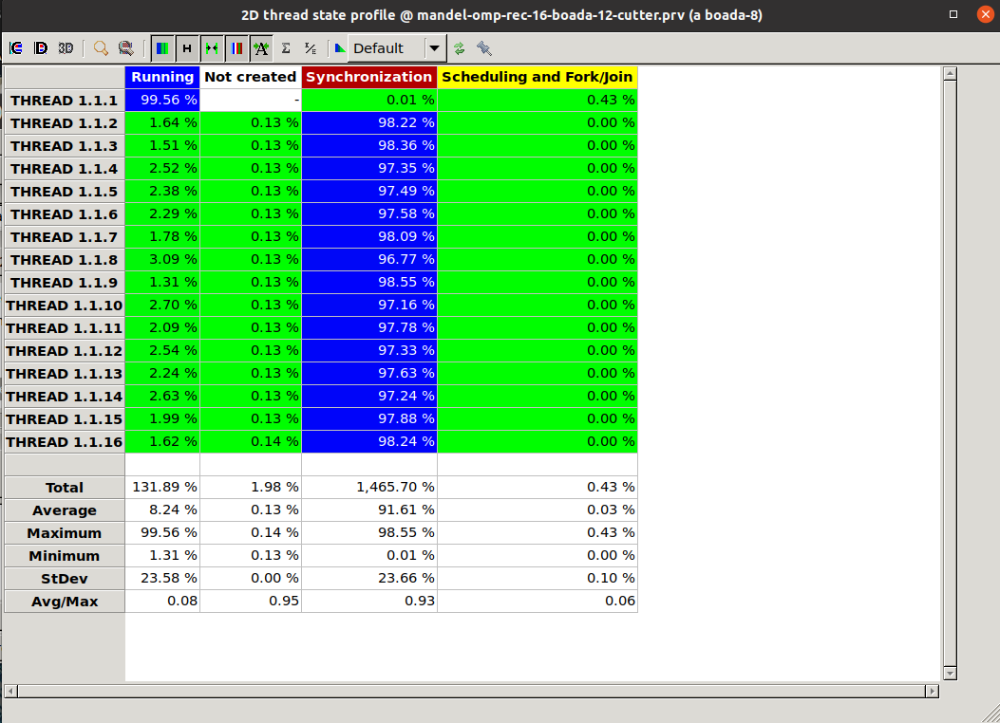 2D thread state profile @ mandel-omp-rec-16-boada-12-cutter.prv (a boada-8)
3D H A Σ Default
Running Not created Synchronization Scheduling and Fork/Join
THREAD 1.1.1 99.56 % - 0.01 % 0.43 %
THREAD 1.1.2 1.64 % 0.13 % 98.22 % 0.00 %
THREAD 1.1.3 1.51 % 0.13 % 98.36 % 0.00 %
THREAD 1.1.4 2.52 % 0.13 % 97.35 % 0.00 %
THREAD 1.1.5 2.38 % 0.13 % 97.49 % 0.00 %
THREAD 1.1.6 2.29 % 0.13 % 97.58 % 0.00 %
THREAD 1.1.7 1.78 % 0.13 % 98.09 % 0.00 %
THREAD 1.1.8 3.09 % 0.13 % 96.77 % 0.00 %
THREAD 1.1.9 1.31 % 0.13 % 98.55 % 0.00 %
THREAD 1.1.10 2.70 % 0.13 % 97.16 % 0.00 %
THREAD 1.1.11 2.09 % 0.13 % 97.78 % 0.00 %
THREAD 1.1.12 2.54 % 0.13 % 97.33 % 0.00 %
THREAD 1.1.13 2.24 % 0.13 % 97.63 % 0.00 %
THREAD 1.1.14 2.63 % 0.13 % 97.24 % 0.00 %
THREAD 1.1.15 1.99 % 0.13 % 97.88 % 0.00 %
THREAD 1.1.16 1.62 % 0.14 % 98.24 % 0.00 %
Total 131.89 % 1.98 % 1,465.70 % 0.43 %
Average 8.24 % 0.13 % 91.61 % 0.03 %
Maximum 99.56 % 0.14 % 98.55 % 0.43 %
Minimum 1.31 % 0.13 % 0.01 % 0.00 %
StDev 23.58 % 0.00 % 23.66 % 0.10 %
Avg/Max 0.08 0.95 0.93 0.06